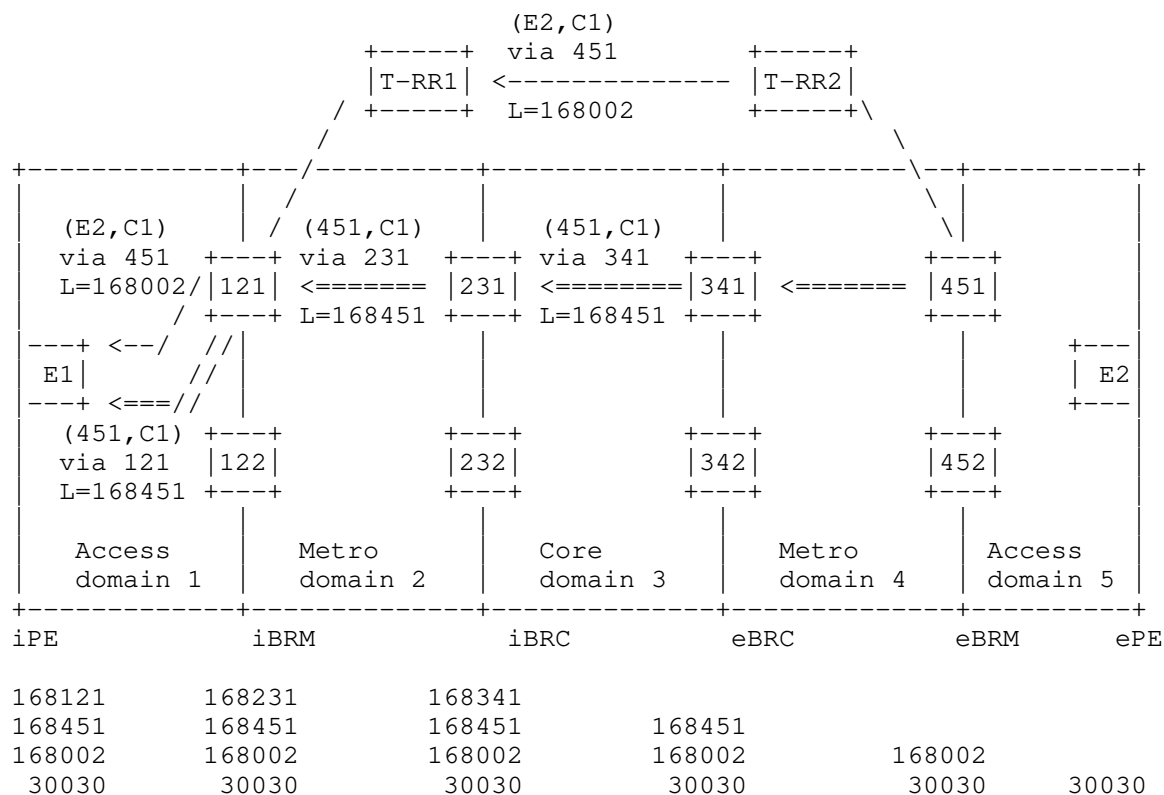 (E2,C1)
+-----+ via 451 +-----+
|T-RR1| <-------------- |T-RR2|
/ +-----+ L=168002 +-----+\
/ \
+-------------+---/-------------+--------------+--------------\--+----------+
| | / | | \ | |
| (E2,C1) | / (451,C1) | (451,C1) | \| |
| via 451 +---+ via 231 +---+ via 341 +---+ +---+ |
| L=168002/|121| <======= |231| <========|341| <======= |451| |
| / +---+ L=168451 +---+ L=168451 +---+ +---+ |
|---+ <--/ //| | | | +---|
| E1| // | | | | | E2|
|---+ <===// | | | | +---|
| (451,C1) +---+ +---+ +---+ +---+ |
| via 121 |122| |232| |342| |452| |
| L=168451 +---+ +---+ +---+ +---+ |
| | | | | |
| Access | Metro | Core | Metro | Access |
| domain 1 | domain 2 | domain 3 | domain 4 | domain 5|
+-------------+--------------+--------------+--------------+----------+
iPE iBRM iBRC eBRC eBRM ePE
168121 168231 168341
168451 168451 168451 168451
168002 168002 168002 168002 168002
30030 30030 30030 30030 30030 30030